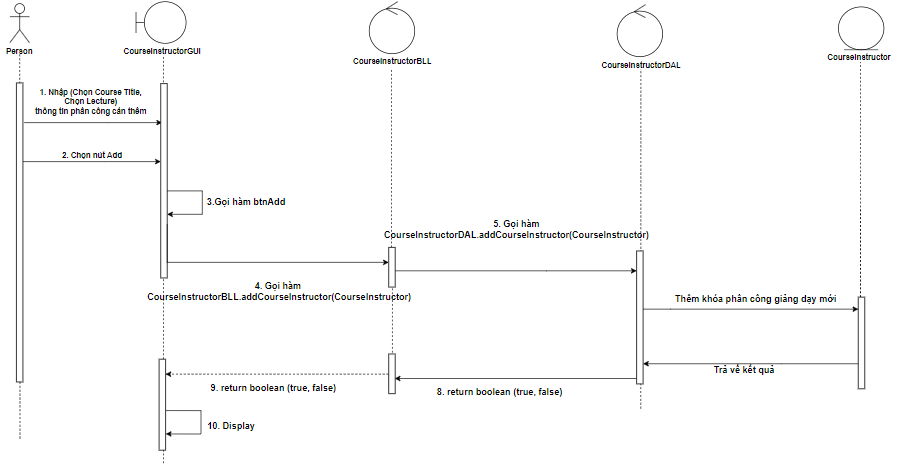 Person
CourseInstructorGUI
CourseInstructorBLL
CourseInstructorDAL
CourseInstructor
1. Nhập (Chọn Course Title,
Chọn Lecture)
thông tin phân công cần thêm
2. Chọn nút Add
3.Gọi hàm btnAdd
5. Gọi hàm
CourseInstructorDAL.addCourseInstructor(CourseInstructor)
4. Gọi hàm
CourseInstructorBLL.addCourseInstructor(CourseInstructor)
Thêm khóa phân công giảng dạy mới
Trả về kết quả
9. return boolean (true, false)
8. return boolean (true, false)
10. Display